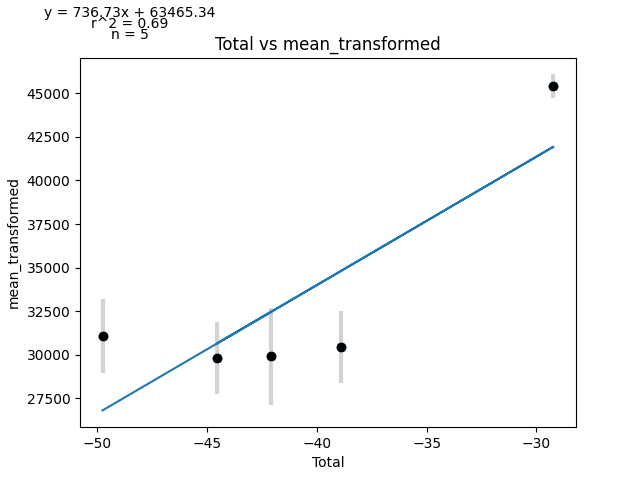 y = 736.73x + 63465.34
r^2 = 0.69
n = 5
Total vs mean_transformed
45000
42500
40000
37500
35000
32500
30000
27500
mean_transformed
−50
−45
−40
−35
−30
Total